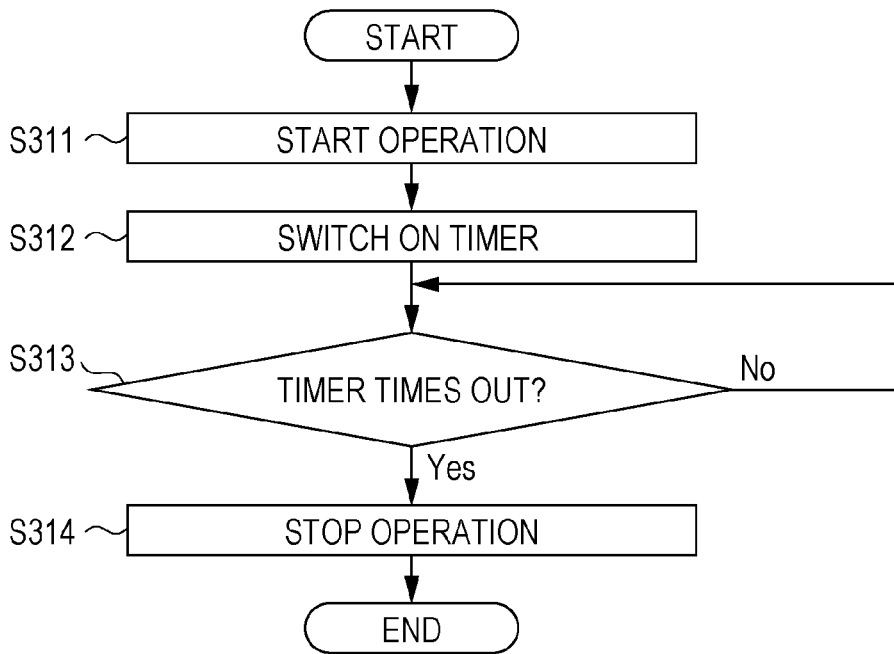 START
S311
START OPERATION
S312
SWITCH ON TIMER
S313
TIMER TIMES OUT?
No
Yes
S314
STOP OPERATION
END